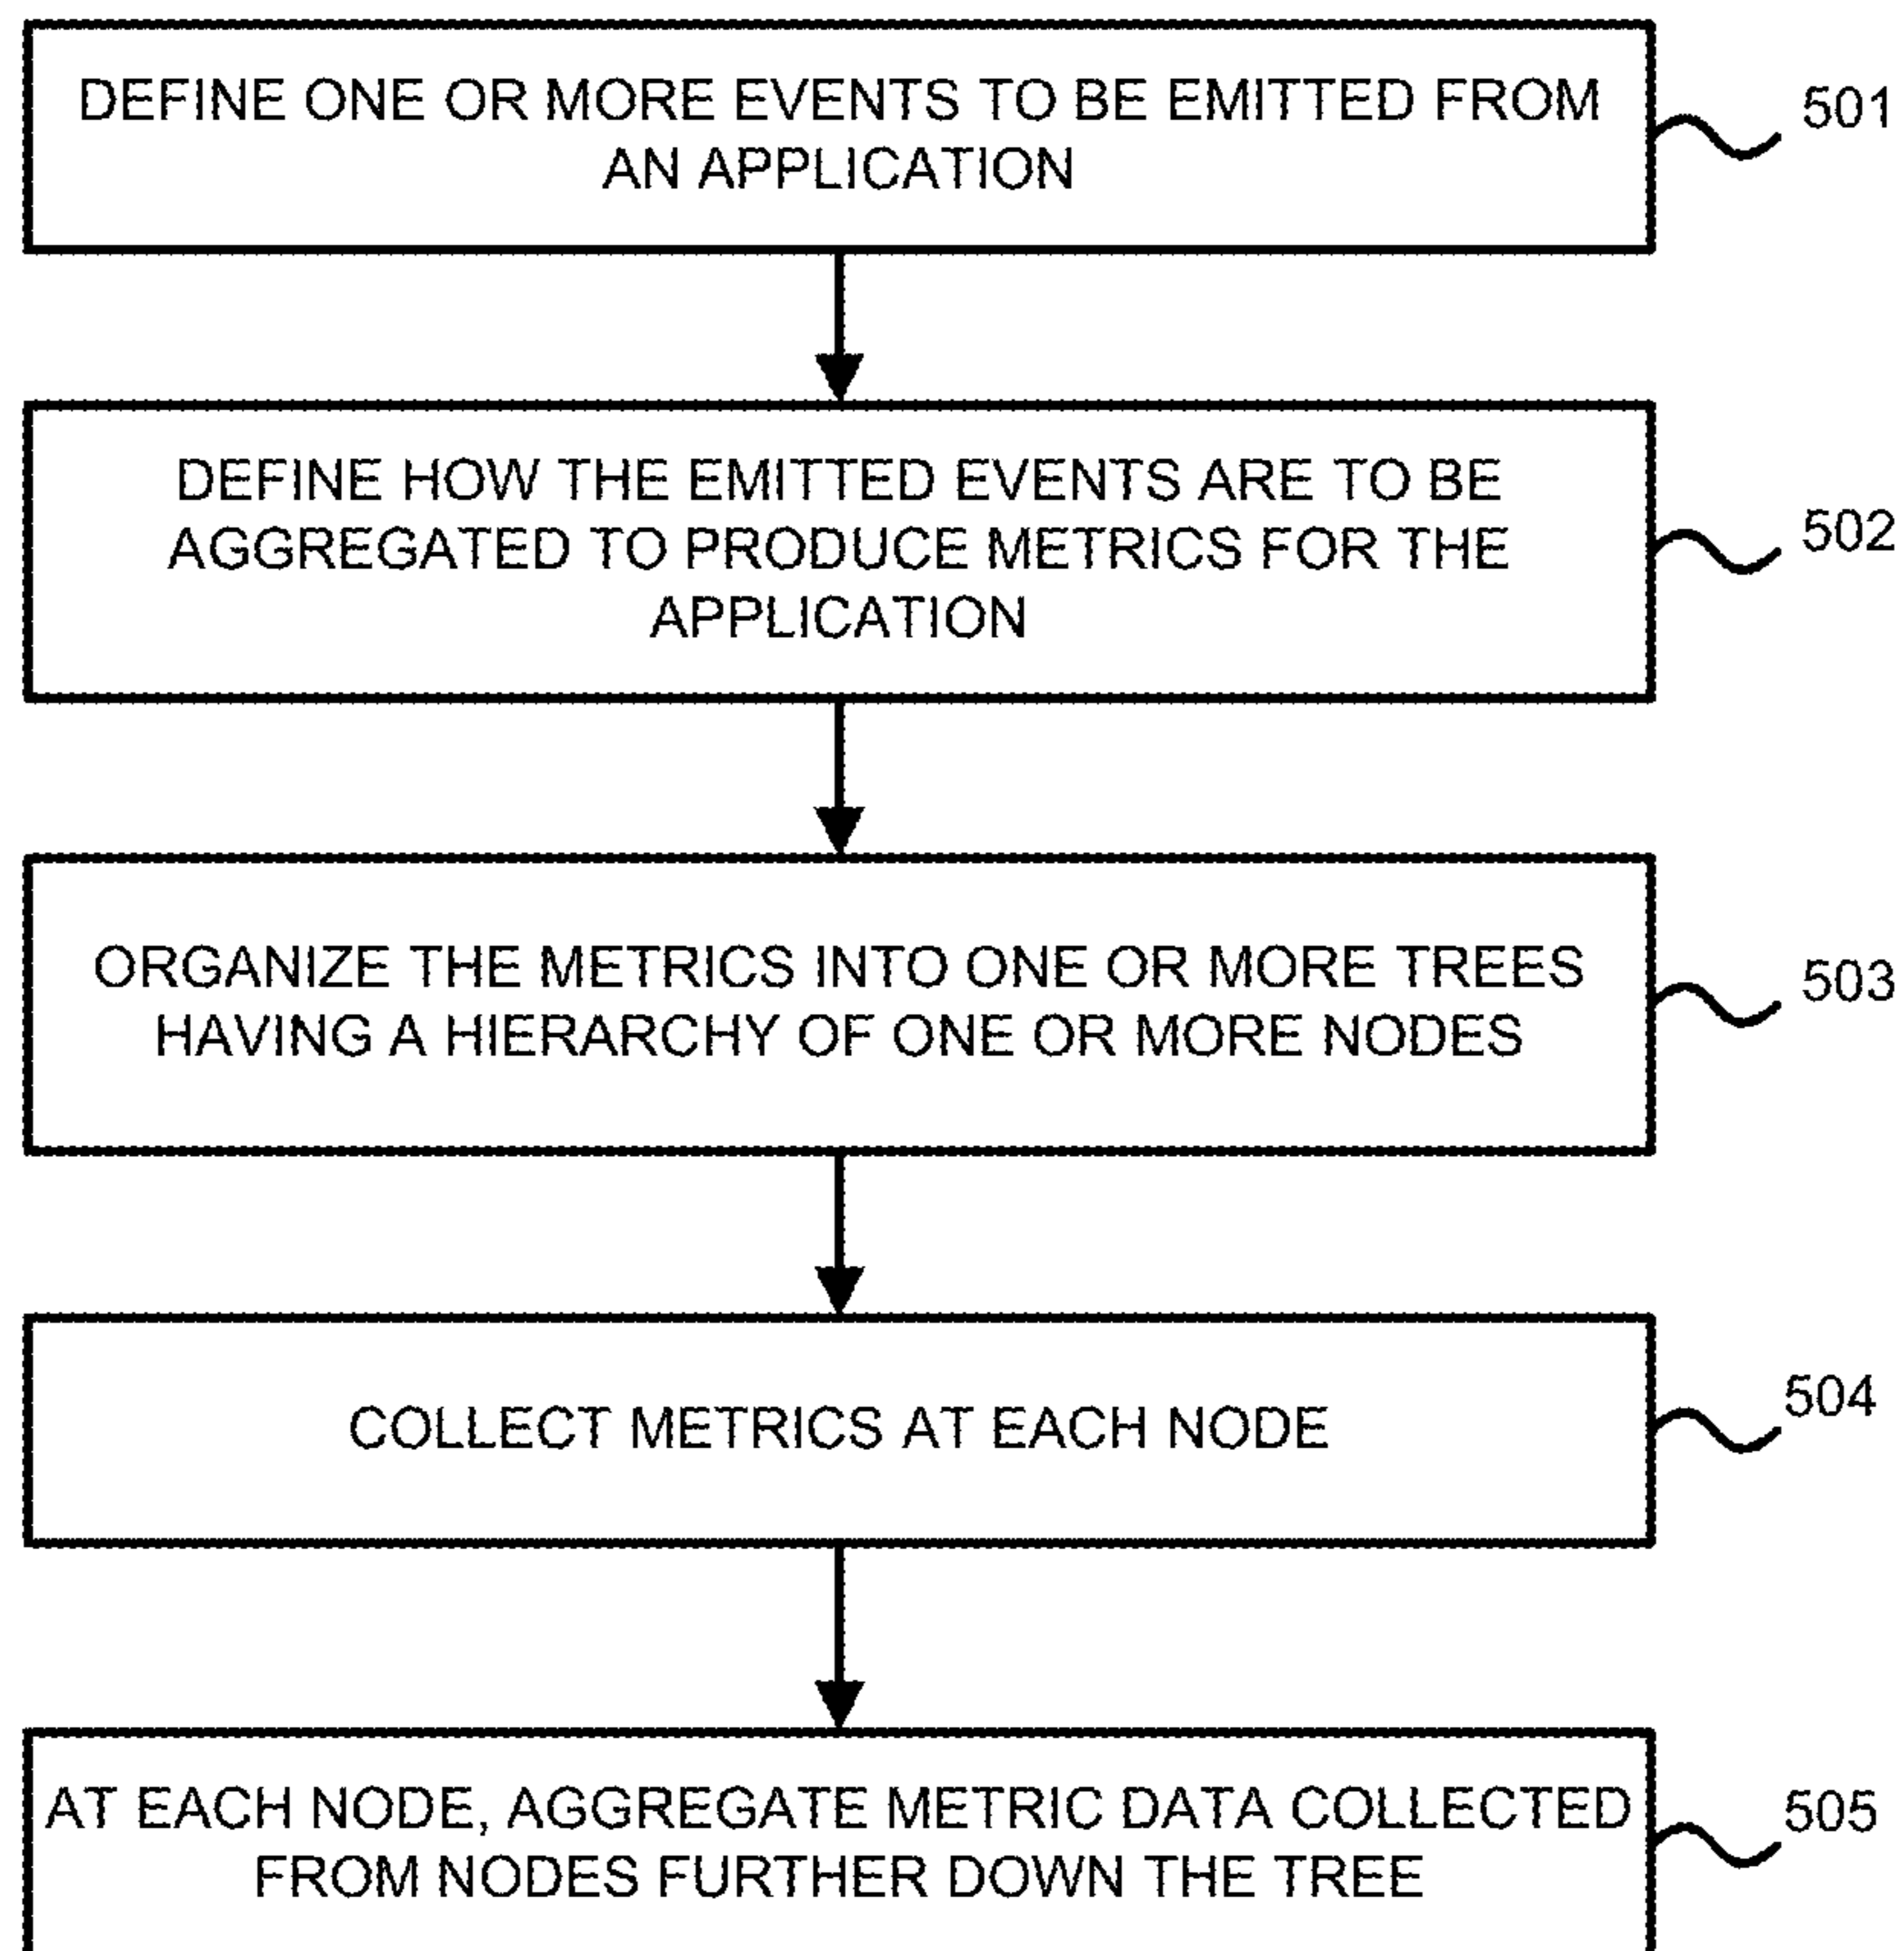 DEFINE ONE OR MORE EVENTS TO BE EMITTED FROM
AN APPLICATION
501
DEFINE HOW THE EMITTED EVENTS ARE TO BE
AGGREGATED TO PRODUCE METRICS FOR THE
APPLICATION
502
ORGANIZE THE METRICS INTO ONE OR MORE TREES
HAVING A HIERARCHY OF ONE OR MORE NODES
503
COLLECT METRICS AT EACH NODE
504
AT EACH NODE, AGGREGATE METRIC DATA COLLECTED
FROM NODES FURTHER DOWN THE TREE
505